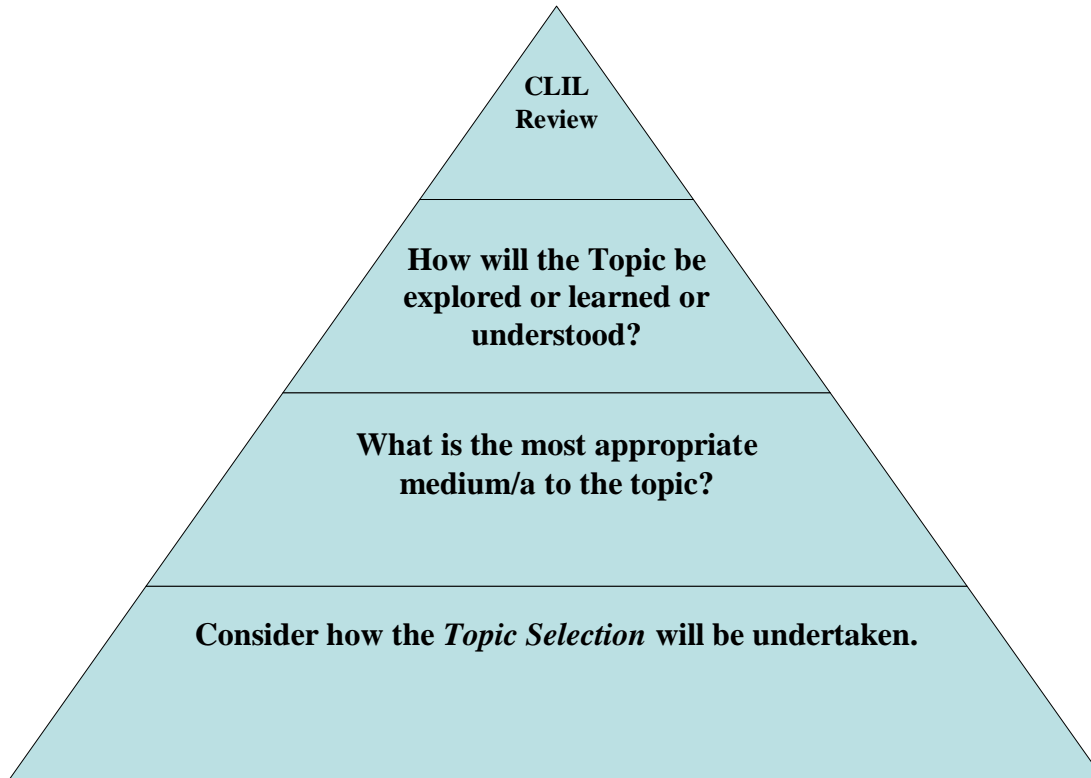 CLIL
Review
How will the Topic be
explored or learned or
understood?
What is the most appropriate
medium/a to the topic?
Consider how the Topic Selection will be undertaken.